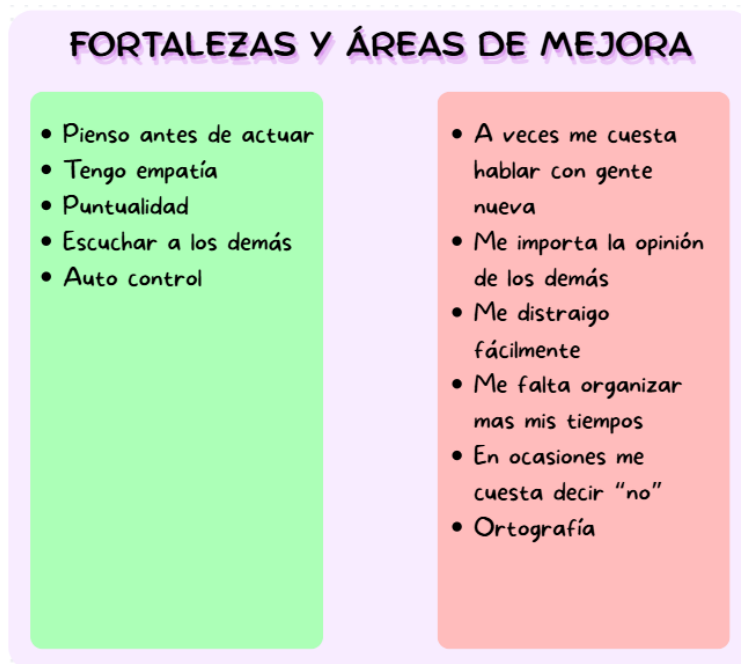 FORTALEZAS Y ÁREAS DE MEJORA
• Pienso antes de actuar
• Tengo empatía
• Puntualidad
• Escuchar a los demás
• Auto control
• A veces me cuesta
hablar con gente
nueva
• Me importa la opinión
de los demás
• Me distraigo
fácilmente
• Me falta organizar
mas mis tiempos
• En ocasiones me
cuesta decir “no”
• Ortografía